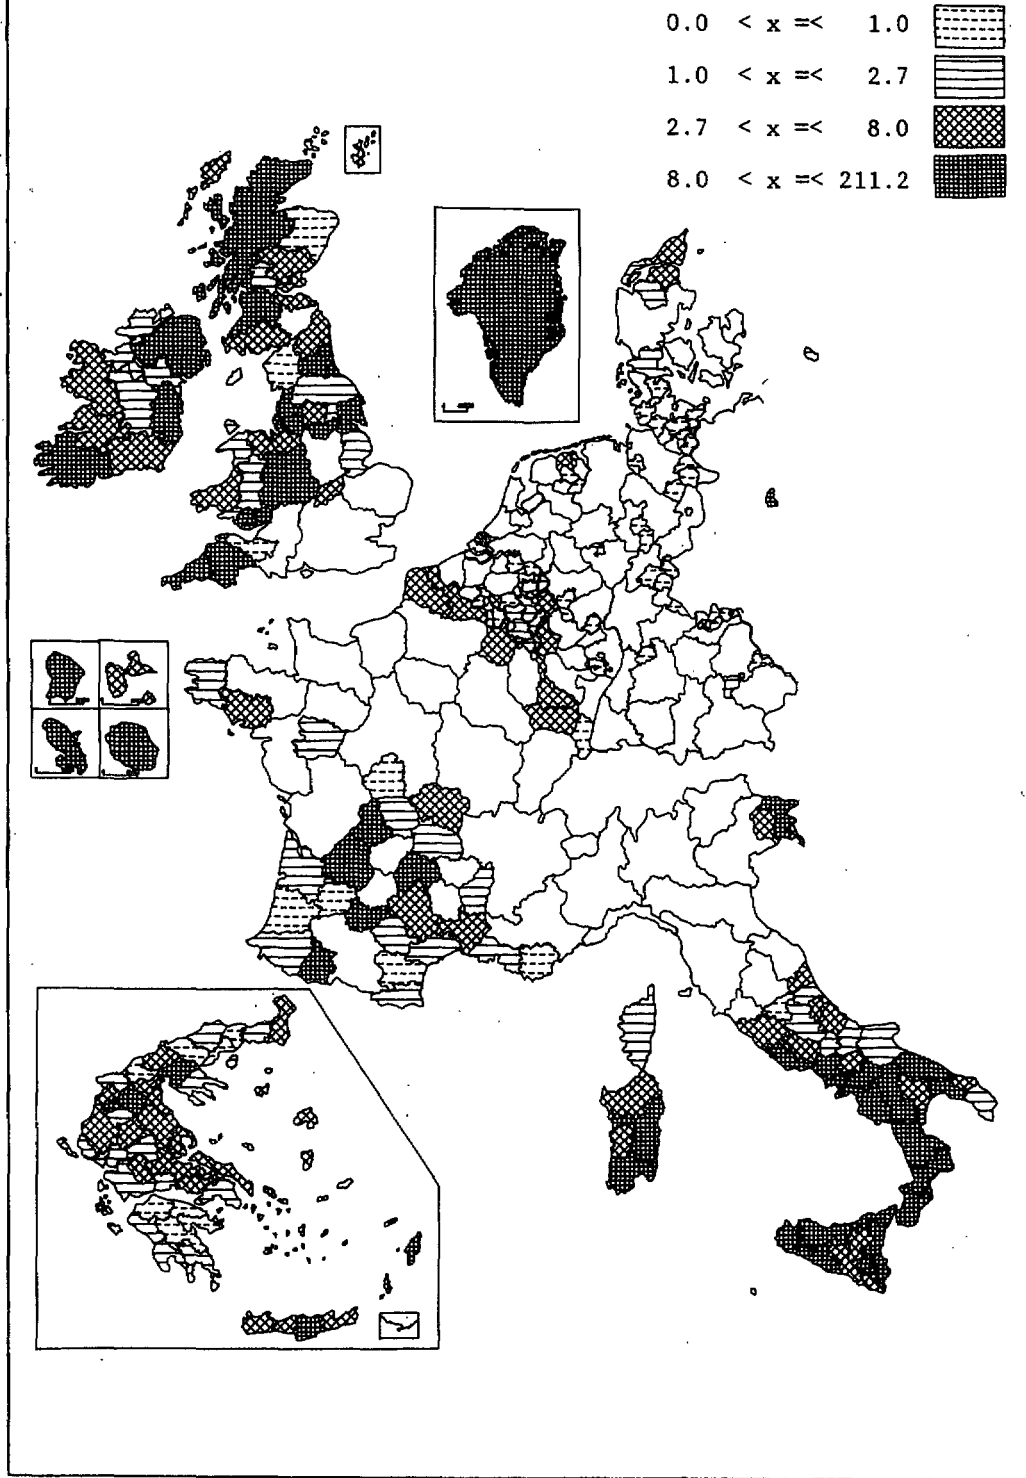 0.0 < x =< 1.0
1.0 < x =< 2.7
2.7 < x =< 8.0
8.0 < x =< 211.2